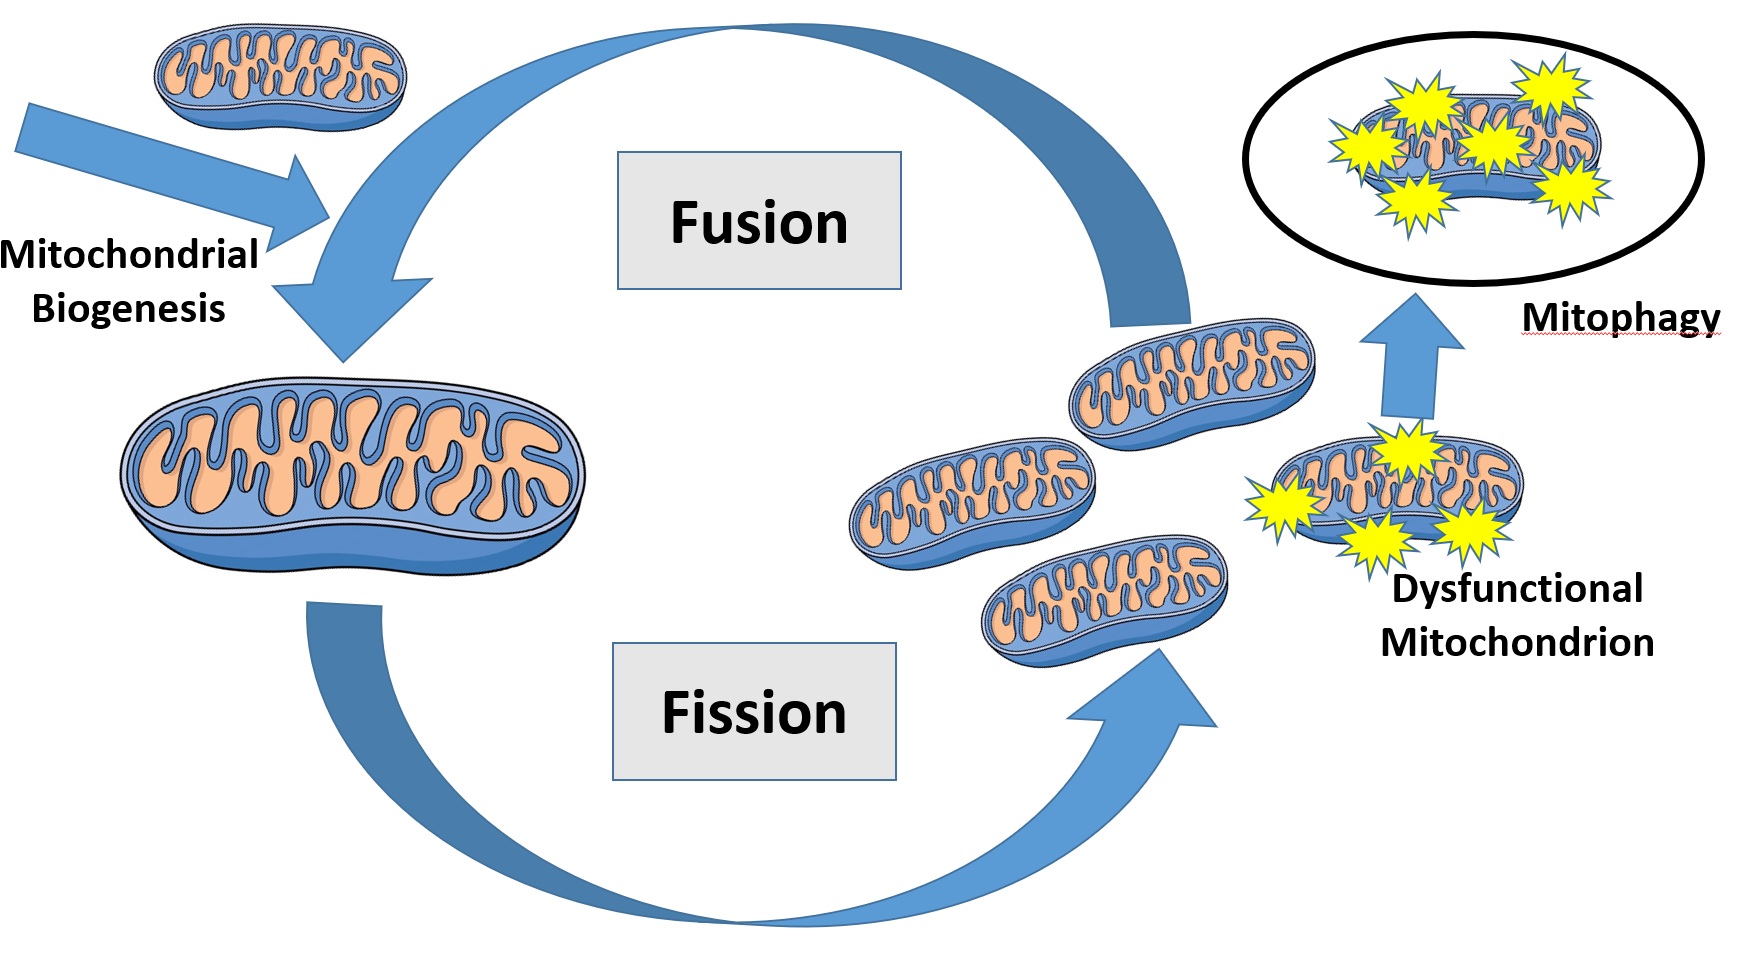 Fusion
Mitochondrial
Biogenesis
Mitophagy
Dysfunctional
Mitochondrion
Fission